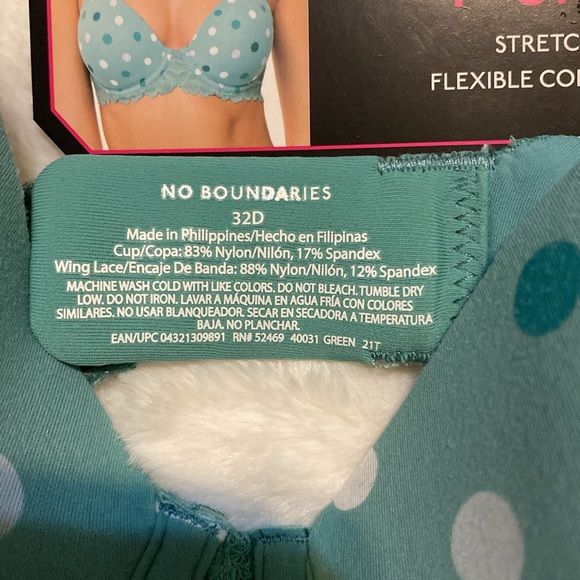 STRETC
FLEXIBLE CO
NO BOUNDARIES
32D
Made in Philippines/Hecho en Filipinas
Cup/Copa: 83% Nylon/Nilón, 17% Spandex
Wing Lace/Encaje De Banda: 88% Nylon/Nilón, 12% Spandex
MACHINE WASH COLD WITH LIKE COLORS. DO NOT BLEACH. TUMBLE DRY
LOW. DO NOT IRON. LAVAR A MÁQUINA EN AGUA FRÍA CON COLORES
SIMILARES. NO USAR BLANQUEADOR. SECAR EN SECADORA A TEMPERATURA
BAJA. NO PLANCHAR.
EAN/UPC 04321309891 RN# 52469 40031 GREEN 21T